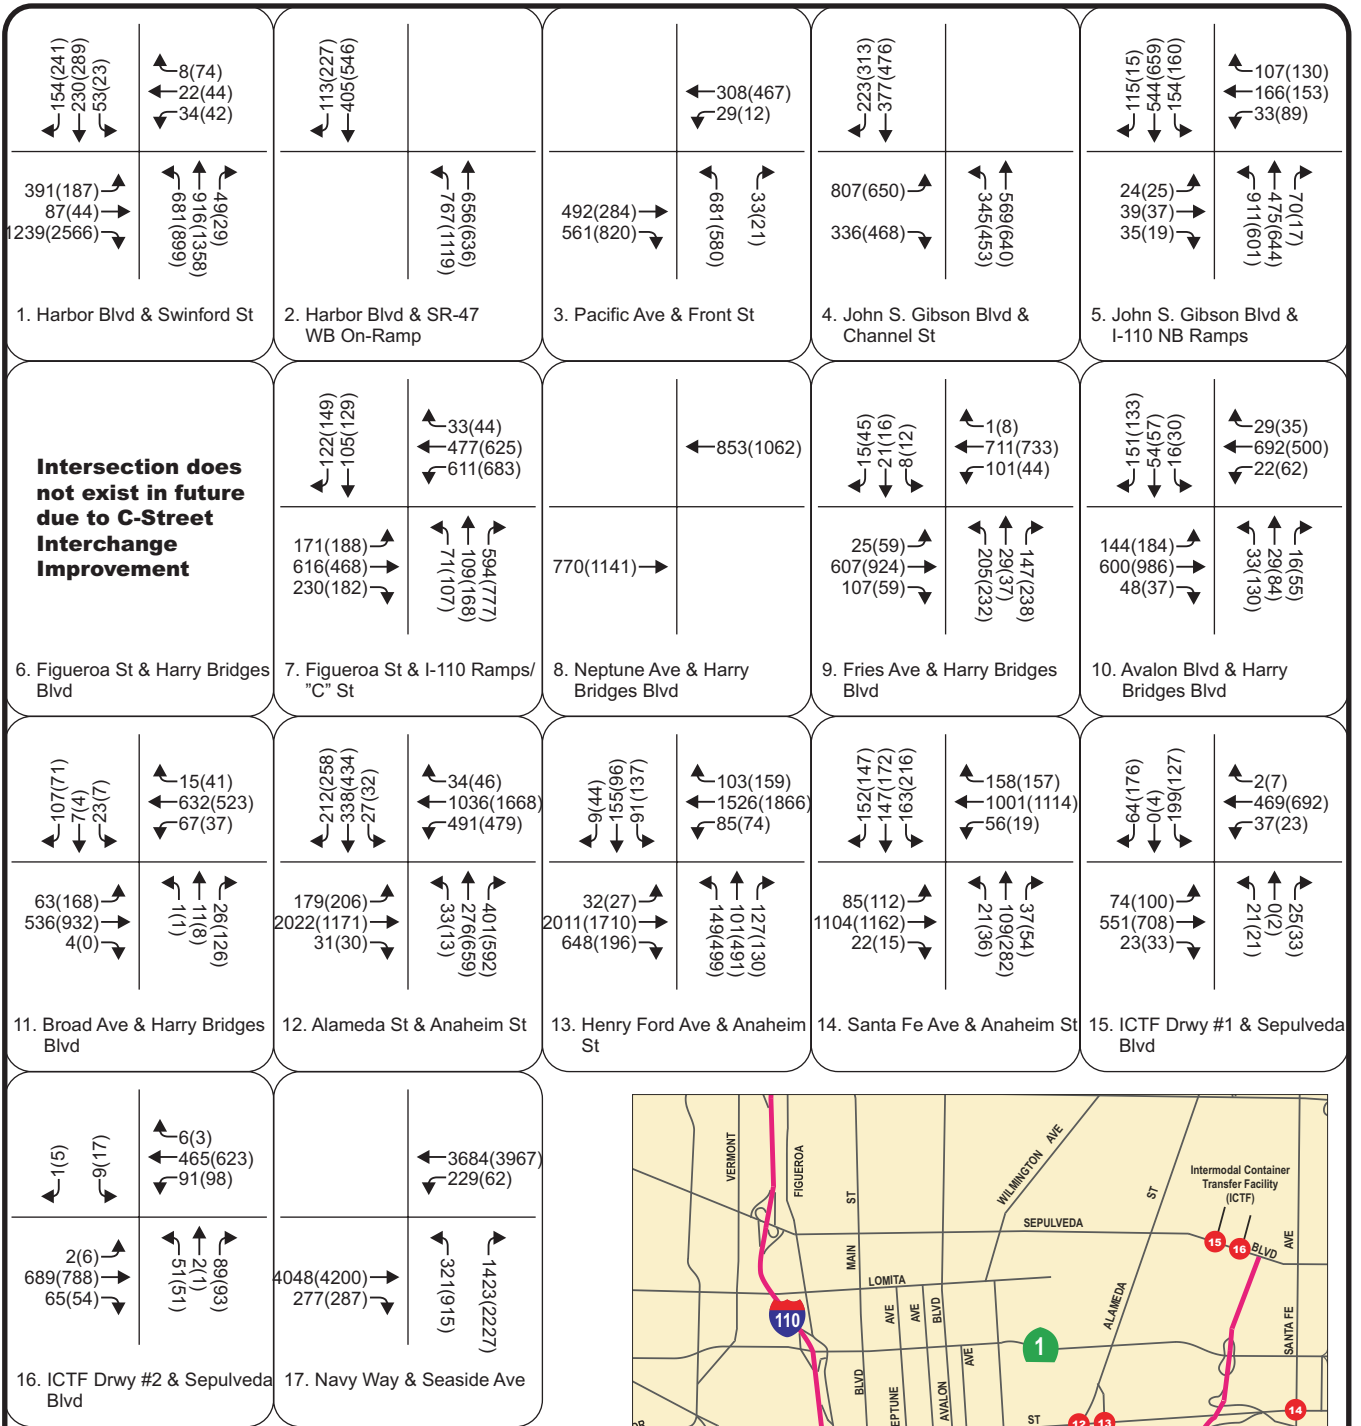 154(241)
230(289)
53(23)
8(74)
22(44)
34(42)
391(187)
87(44)
1239(2566)
681(899)
916(1358)
49(29)
1. Harbor Blvd & Swinford St
113(227)
405(546)
767(1119)
656(636)
2. Harbor Blvd & SR-47
WB On-Ramp
308(467)
29(12)
492(284)
561(820)
681(580)
33(21)
3. Pacific Ave & Front St
223(313)
377(476)
807(650)
336(468)
345(453)
569(640)
4. John S. Gibson Blvd &
Channel St
115(15)
544(659)
154(160)
107(130)
166(153)
33(89)
24(25)
39(37)
35(19)
911(601)
475(644)
70(17)
5. John S. Gibson Blvd &
I-110 NB Ramps
Intersection does
not exist in future
due to C-Street
Interchange
Improvement
6. Figueroa St & Harry Bridges
Blvd
122(149)
105(129)
33(44)
477(625)
611(683)
171(188)
616(468)
230(182)
71(107)
109(168)
594(777)
7. Figueroa St & I-110 Ramps/
”C” St
853(1062)
770(1141)
8. Neptune Ave & Harry
Bridges Blvd
15(45)
21(16)
8(12)
1(8)
711(733)
101(44)
25(59)
607(924)
107(59)
205(232)
29(37)
147(238)
9. Fries Ave & Harry Bridges
Blvd
151(133)
54(57)
16(30)
29(35)
692(500)
22(62)
144(184)
600(986)
48(37)
33(130)
29(84)
16(55)
10. Avalon Blvd & Harry
Bridges Blvd
107(71)
7(4)
23(7)
15(41)
632(523)
67(37)
63(168)
536(932)
4(0)
1(1)
11(8)
26(126)
11. Broad Ave & Harry Bridges
Blvd
212(258)
338(434)
27(32)
34(46)
1036(1668)
491(479)
179(206)
2022(1171)
31(30)
33(13)
276(659)
401(592)
12. Alameda St & Anaheim St
9(44)
155(96)
91(137)
103(159)
1526(1866)
85(74)
32(27)
2011(1710)
648(196)
149(499)
101(491)
127(130)
13. Henry Ford Ave & Anaheim
St
152(147)
147(172)
163(216)
158(157)
1001(1114)
56(19)
85(112)
1104(1162)
22(15)
21(36)
109(282)
37(54)
14. Santa Fe Ave & Anaheim St
64(176)
0(4)
199(127)
2(7)
469(692)
37(23)
74(100)
551(708)
23(33)
21(21)
0(2)
25(33)
15. ICTF Drwy #1 & Sepulveda
Blvd
1(5)
9(17)
6(3)
465(623)
91(98)
2(6)
689(788)
65(54)
51(51)
2(1)
89(93)
16. ICTF Drwy #2 & Sepulveda
Blvd
3684(3967)
229(62)
4048(4200)
277(287)
321(915)
1423(2227)
17. Navy Way & Seaside Ave
VERMONT
FIGUEROA
MAIN ST
WILMINGTON AVE
ST
Intermodal Container
Transfer Facility
(ICTF)
SEPULVEDA
15
16
BLVD
AVE
LOMITA
AVE
AVE
BLVD
ALAMEDA
SANTA FE
110
1
AVE
BLVD
AVALON
ST
12
13
14